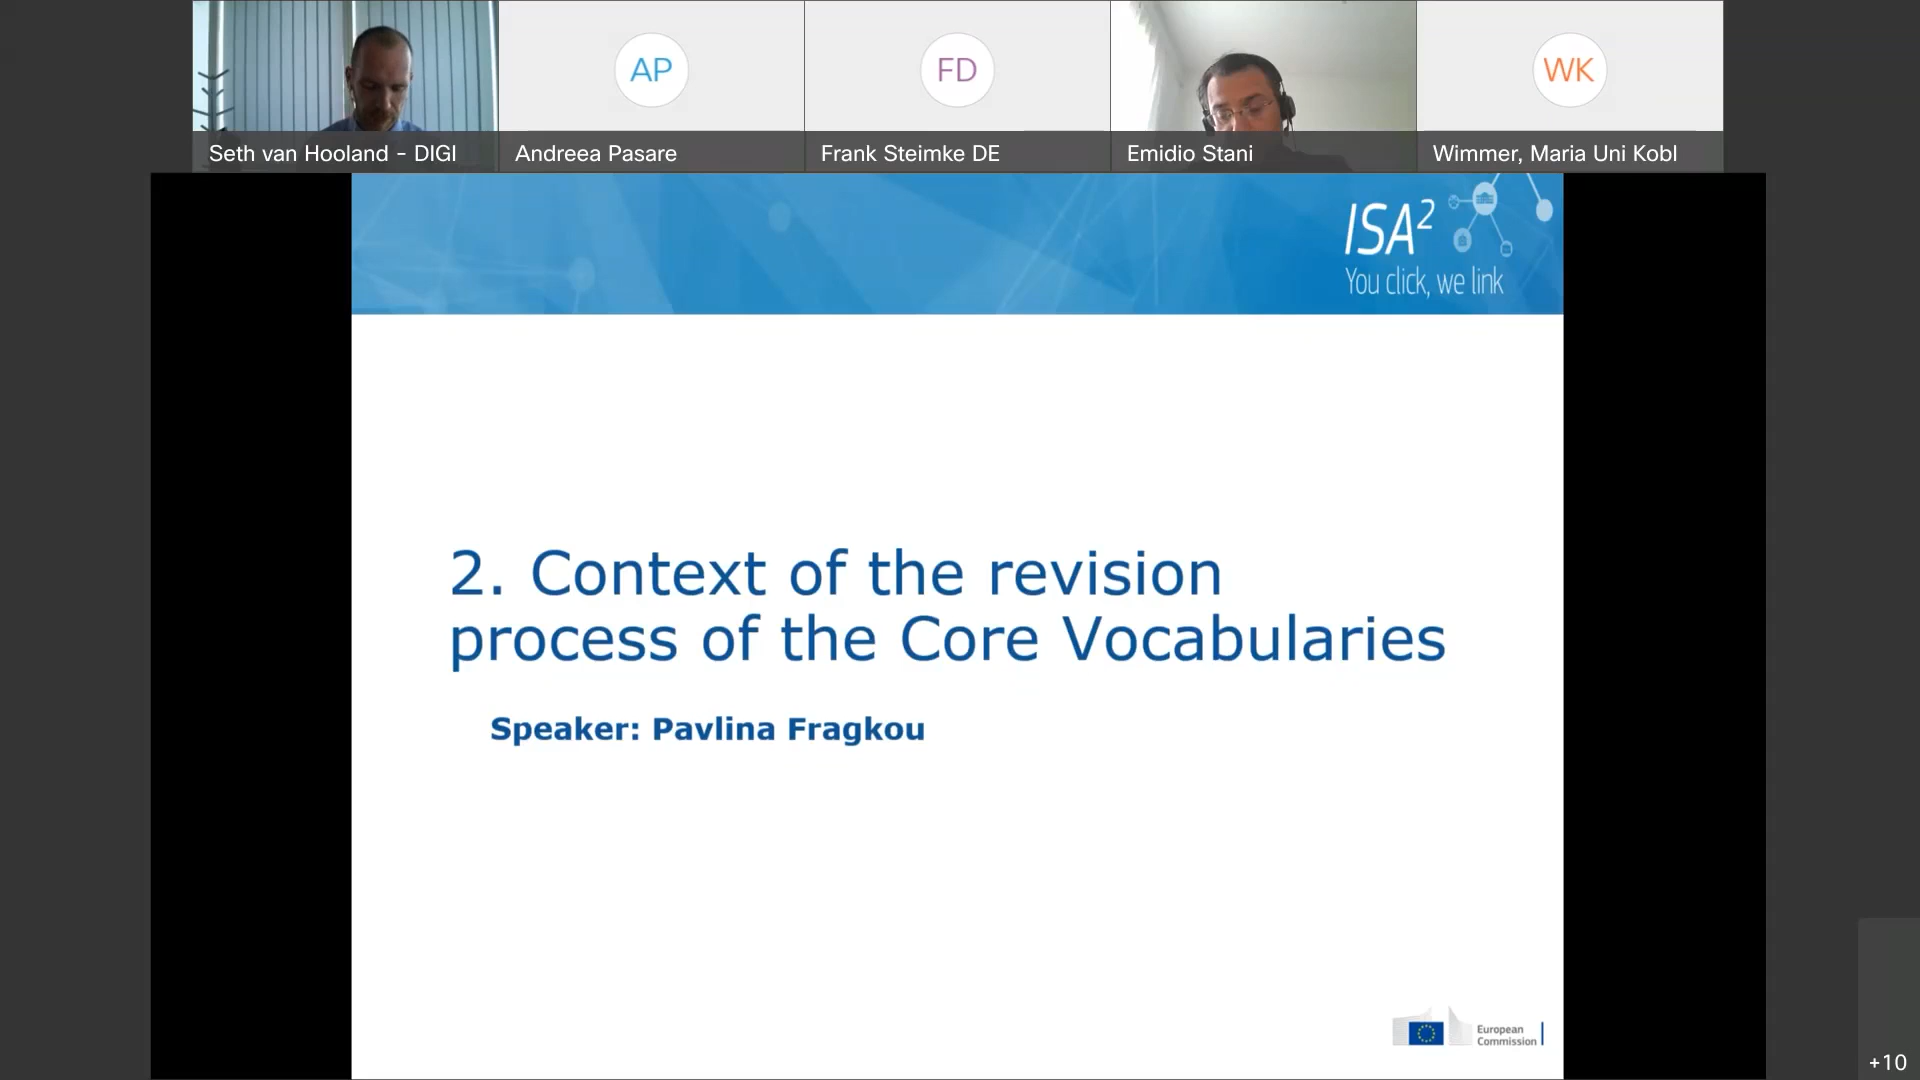 AP
FD
WK
Seth van Hooland - DIGI
Andreea Pasare
Frank Steimke DE
Emidio Stani
Wimmer, Maria Uni Kobl
ISA²
You click, we link
2. Context of the revision
process of the Core Vocabularies
Speaker: Pavlina Fragkou
European
Commission
+10